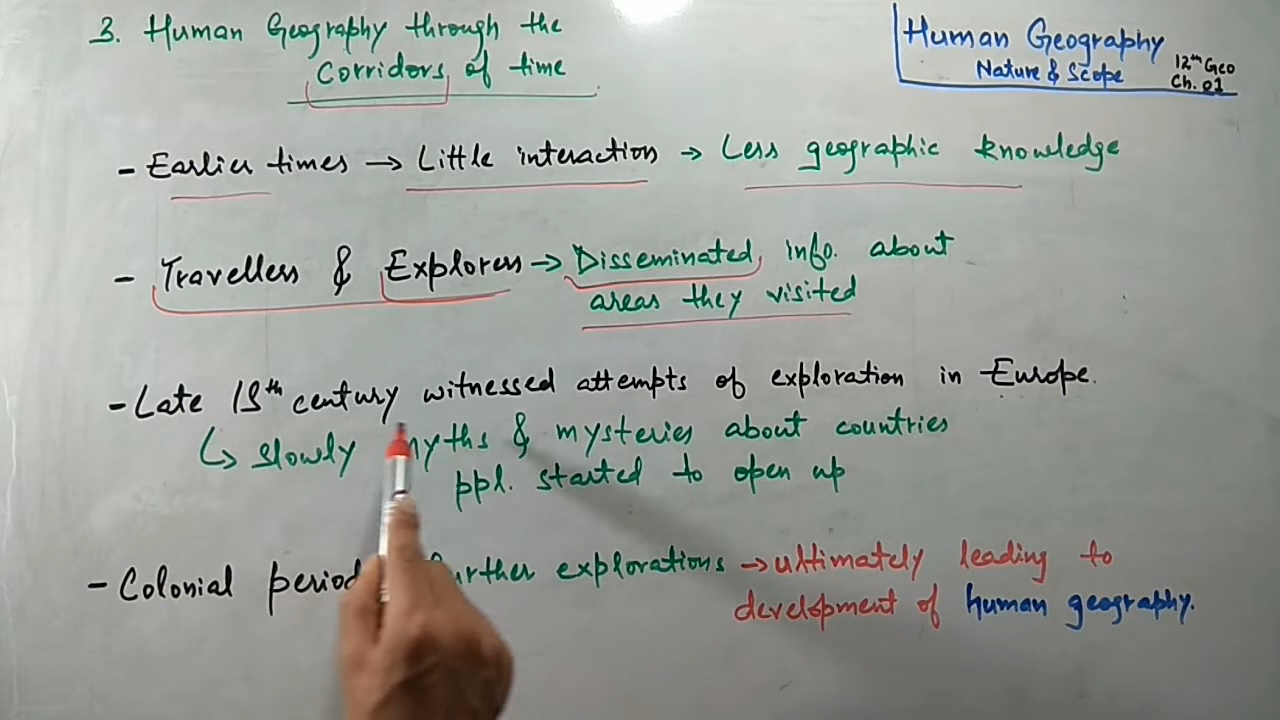 3. Human Geography through the
Corridors of time
Human Geography
Nature & Scope
12th Geo
Ch. 01
- Earlier times → Little interaction → Less geographic knowledge
- Travellers & Explorers → Disseminated info. about
areas they visited
- Late 15th century witnessed attempts of exploration in Europe.
↳ slowly myths & mysteries about countries
ppl. started to open up
- Colonial period further explorations → ultimately leading to
development of human geography.